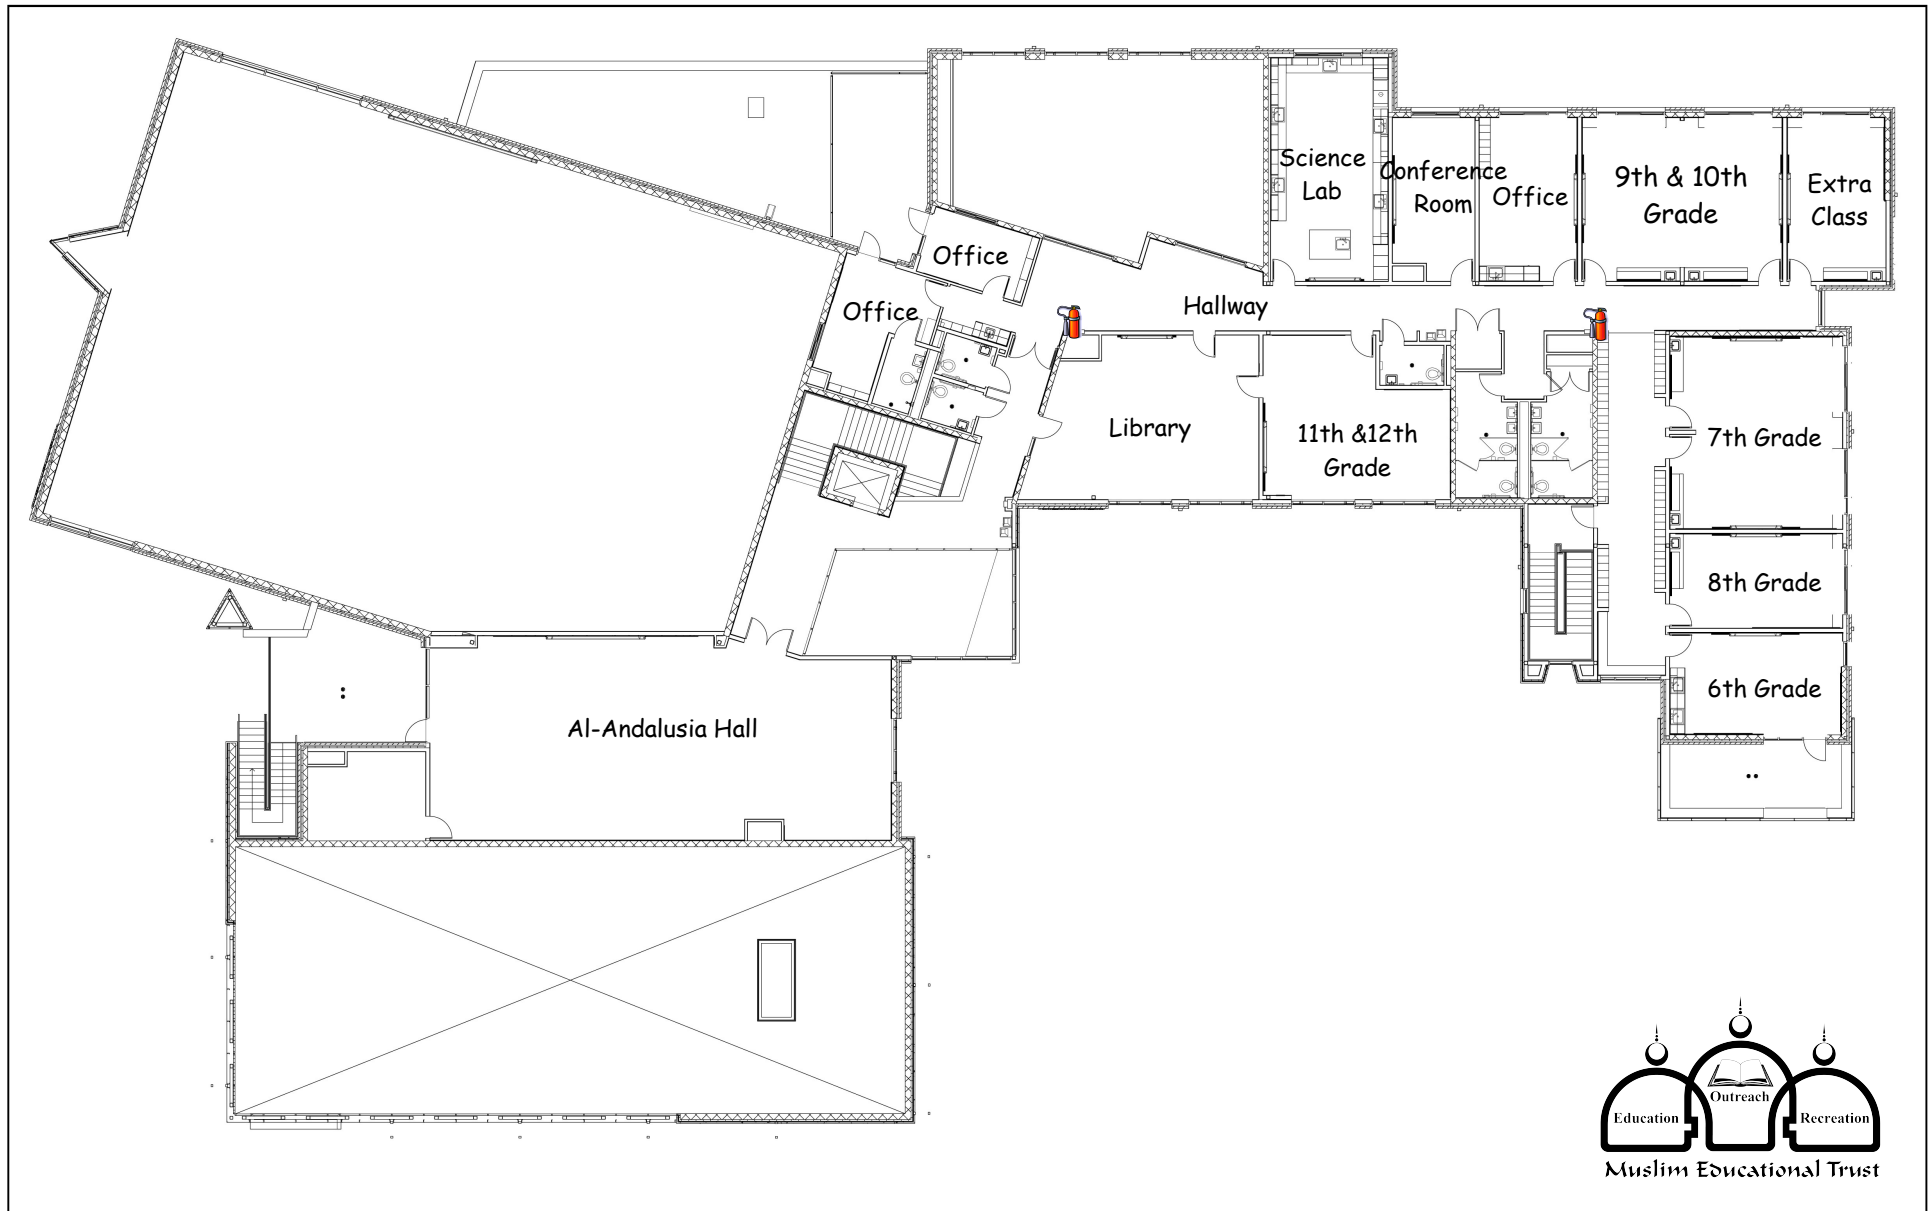 Science
Lab
Conference
Room
Office
9th & 10th
Grade
Extra
Class
Office
Office
Hallway
Library
11th &12th
Grade
7th Grade
8th Grade
6th Grade
Al-Andalusia Hall
Education
Outreach
Recreation
Muslim Educational Trust